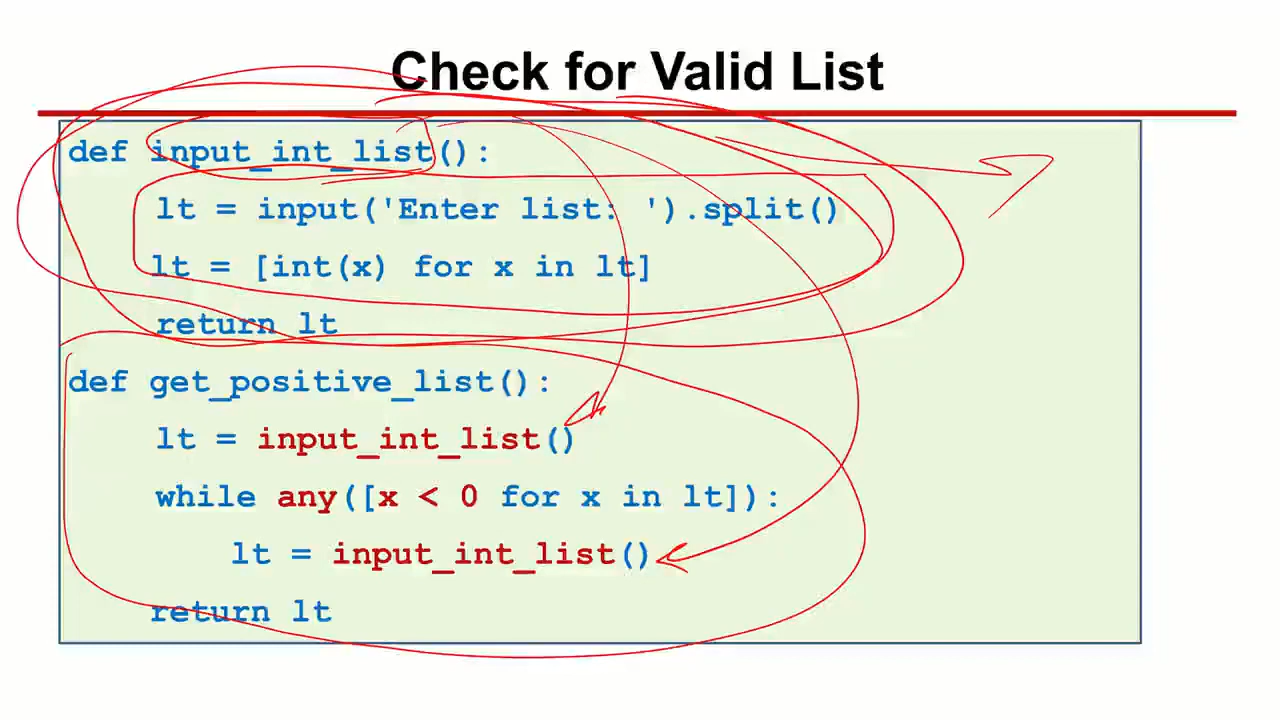 Check for Valid List
def input_int_list():
lt = input('Enter list: ').split()
lt = [int(x) for x in lt]
return lt
def get_positive_list():
lt = input_int_list()
while any([x < 0 for x in lt]):
lt = input_int_list()
return lt